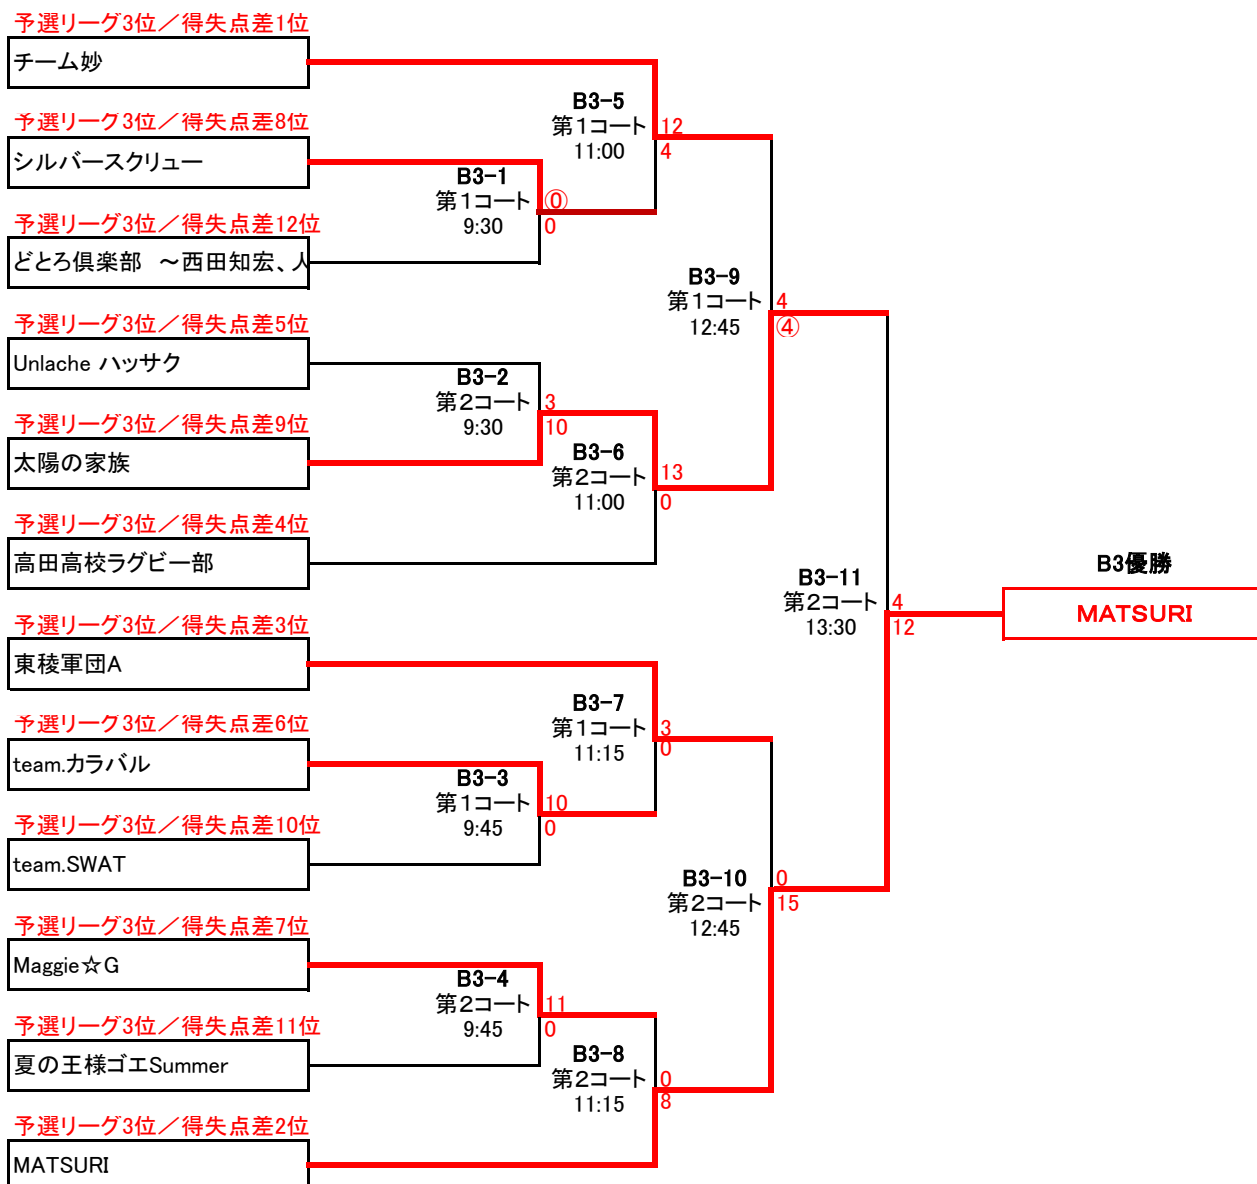 予選リーグ3位／得失点差1位
チーム妙
予選リーグ3位／得失点差8位
シルバースクリュー
予選リーグ3位／得失点差12位
どとろ倶楽部　～西田知宏、人
予選リーグ3位／得失点差5位
Unlache ハッサク
予選リーグ3位／得失点差9位
太陽の家族
予選リーグ3位／得失点差4位
高田高校ラグビー部
予選リーグ3位／得失点差3位
東稜軍団A
予選リーグ3位／得失点差6位
team.カラバル
予選リーグ3位／得失点差10位
team.SWAT
予選リーグ3位／得失点差7位
Maggie☆G
予選リーグ3位／得失点差11位
夏の王様ゴエSummer
予選リーグ3位／得失点差2位
MATSURI
B3-1
第1コート
9:30
⓪
0
B3-2
第2コート
9:30
3
10
B3-3
第1コート
9:45
10
0
B3-4
第2コート
9:45
11
0
B3-5
第1コート
11:00
12
4
B3-6
第2コート
11:00
13
0
B3-7
第1コート
11:15
3
0
B3-8
第2コート
11:15
0
8
B3-9
第1コート
12:45
4
④
B3-10
第2コート
12:45
0
15
B3-11
第2コート
13:30
4
12
B3優勝
MATSURI